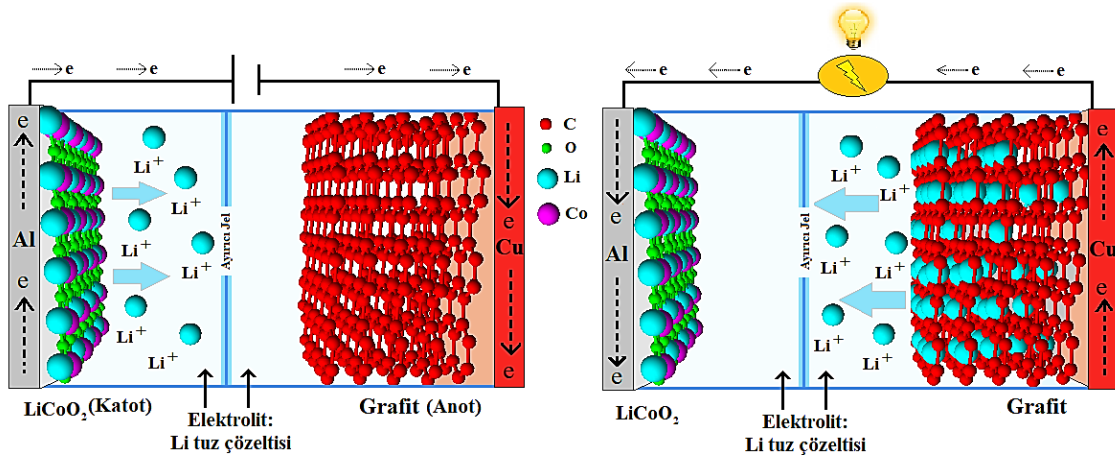 e e e e
e
e
Al
Li⁺
Li⁺
Li⁺
Li⁺
Li⁺
Li⁺
Ayırıcı Jel
e
Cu
e
LiCoO₂(Katot)
Elektrolit:
Li tuz çözeltisi
Grafit (Anot)
C
O
Li
Co
e e e e
e
Al
e
Ayırıcı Jel
Li⁺
Li⁺
Li⁺
Li⁺
Li⁺
Li⁺
e
Cu
e
LiCoO₂
Elektrolit:
Li tuz çözeltisi
Grafit